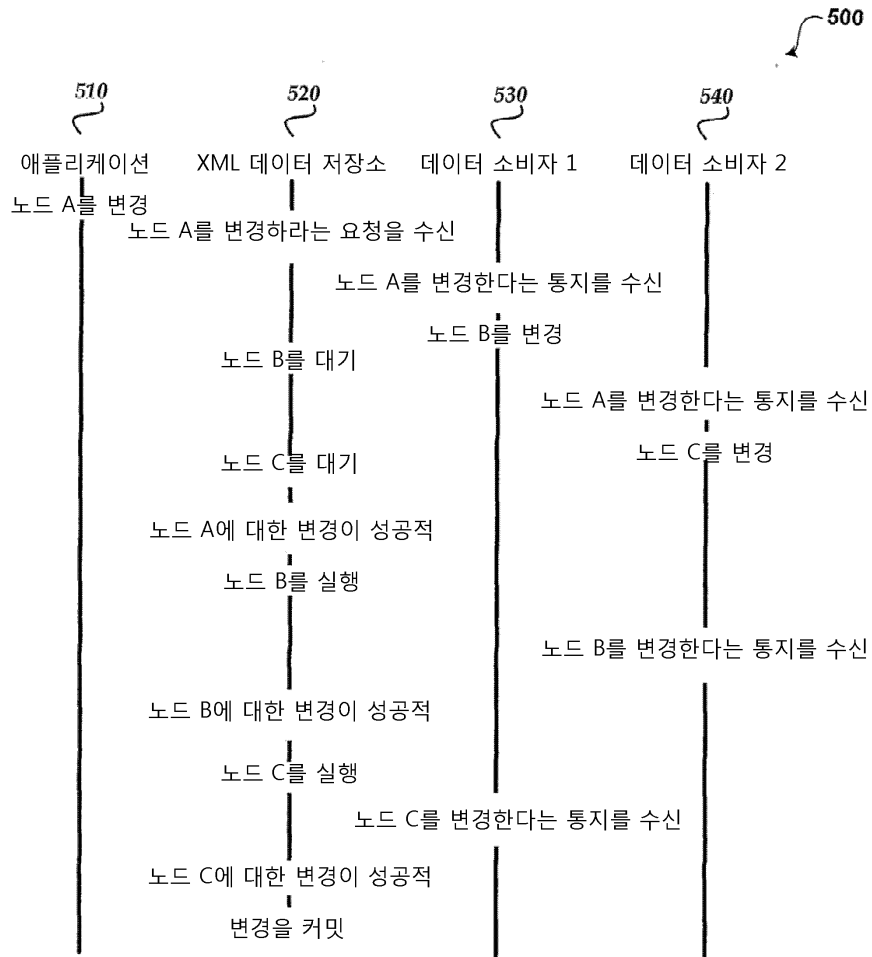 500
510
520
530
540
애플리케이션
XML 데이터 저장소
데이터 소비자 1
데이터 소비자 2
노드 A를 변경
노드 A를 변경하라는 요청을 수신
노드 A를 변경한다는 통지를 수신
노드 B를 변경
노드 B를 대기
노드 A를 변경한다는 통지를 수신
노드 C를 변경
노드 C를 대기
노드 A에 대한 변경이 성공적
노드 B를 실행
노드 B를 변경한다는 통지를 수신
노드 B에 대한 변경이 성공적
노드 C를 실행
노드 C를 변경한다는 통지를 수신
노드 C에 대한 변경이 성공적
변경을 커밋